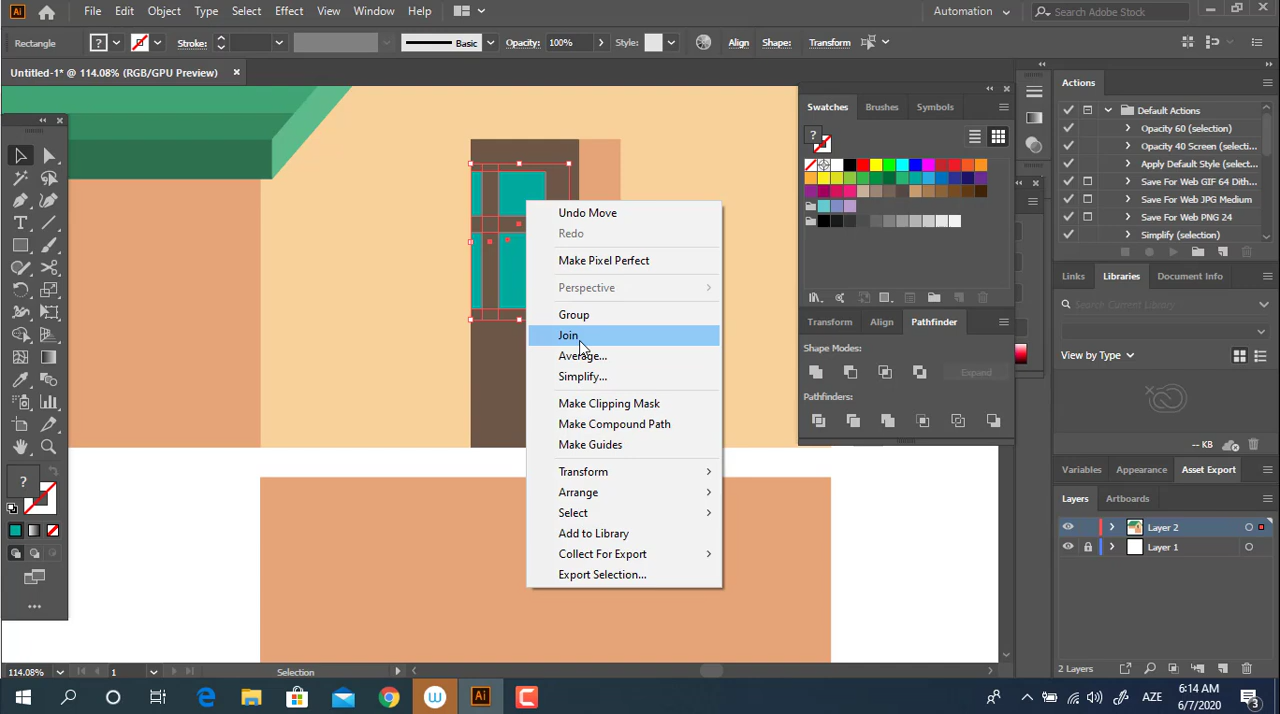 Ai File Edit Object Type Select Effect View Window Help Automation Search Adobe Stock
Rectangle ? Stroke: Basic Opacity: 100% Style: Align Shape: Transform
Untitled-1* @ 114.08% (RGB/GPU Preview) ×
Undo Move
Redo
Make Pixel Perfect
Perspective
Group
Join
Average...
Simplify...
Make Clipping Mask
Make Compound Path
Make Guides
Transform
Arrange
Select
Add to Library
Collect For Export
Export Selection...
Swatches Brushes Symbols
?
Transform Align Pathfinder
Shape Modes:
Expand
Pathfinders:
Actions
Default Actions
Opacity 60 (selection)
Opacity 40 Screen (selecti...
Apply Default Style (select...
Save For Web GIF 64 Dith...
Save For Web JPG Medium
Save For Web PNG 24
Simplify (selection)
Links Libraries Document Info
Search Current Library
View by Type
-- KB
Variables Appearance Asset Export
Layers Artboards
Layer 2
Layer 1
2 Layers
?
114.08% 1 Selection
W Ai AZE 6:14 AM
6/7/2020 3